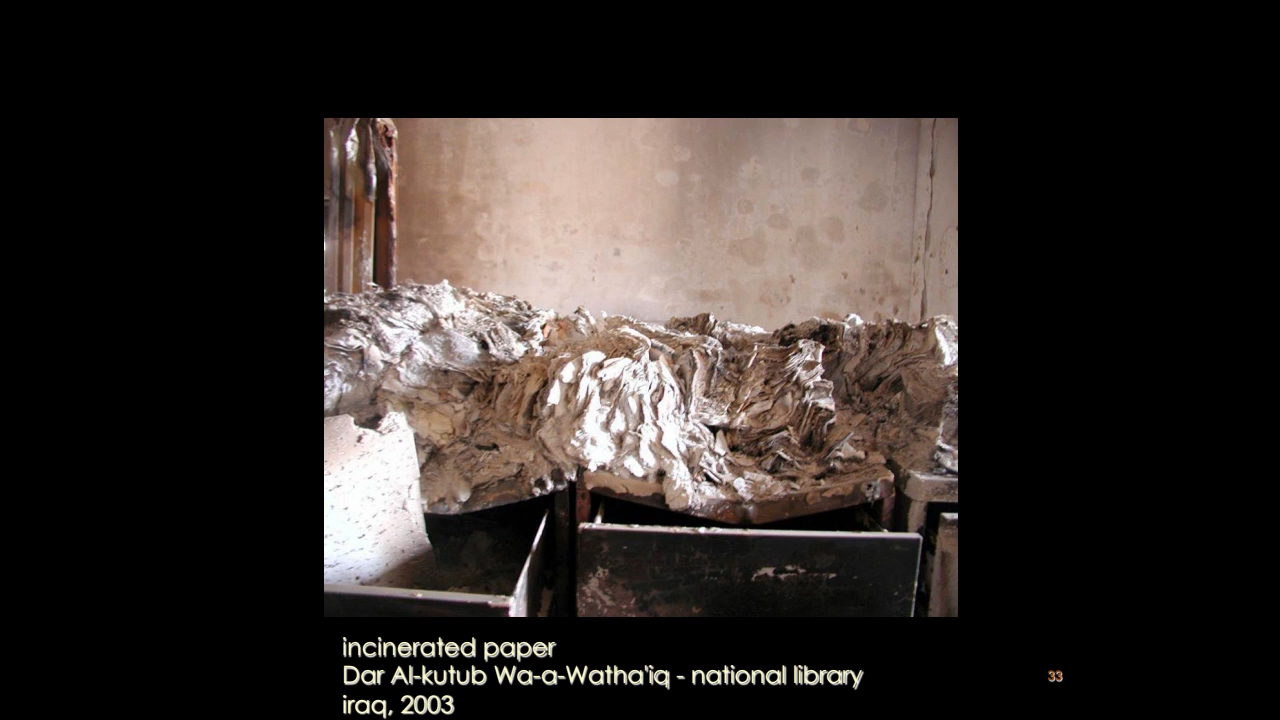 incinerated paper
Dar Al-kutub Wa-a-Watha'iq - national library
33
iraq, 2003